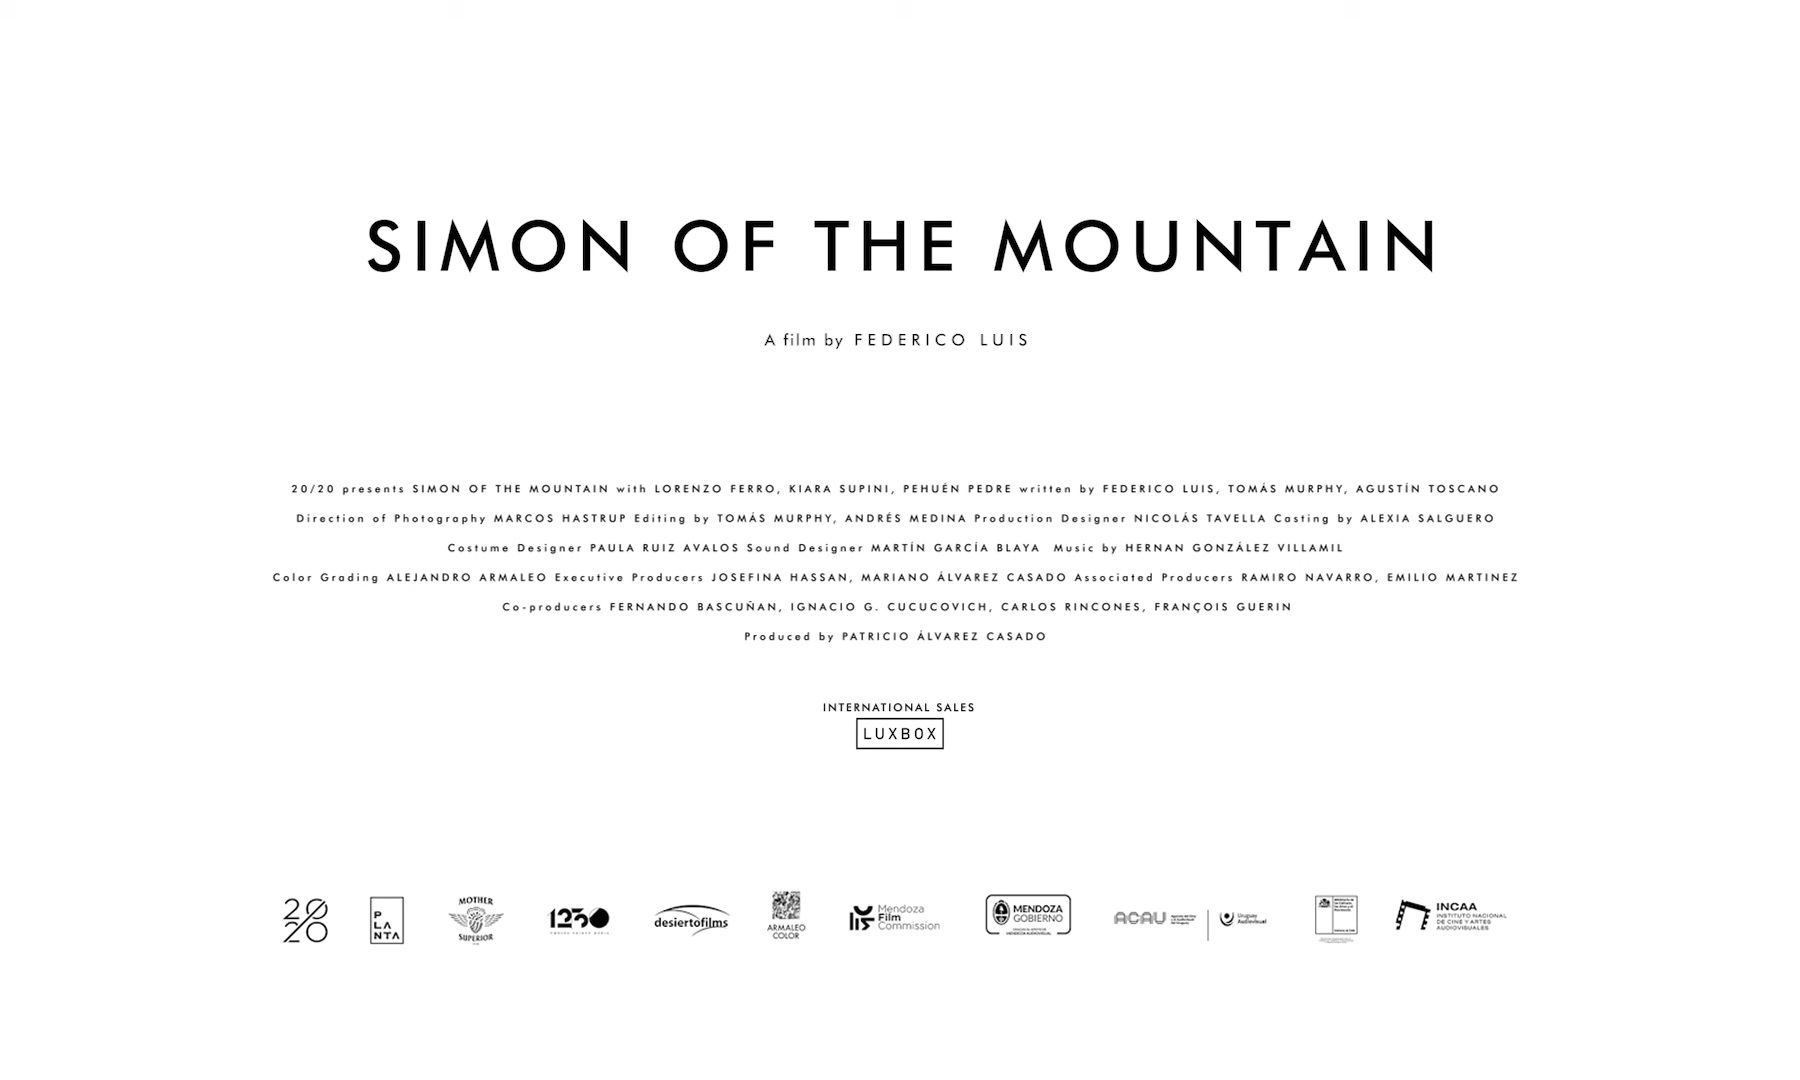 SIMON OF THE MOUNTAIN
A film by FEDERICO LUIS
20/20 presents SIMON OF THE MOUNTAIN with LORENZO FERRO, KIARA SUPINI, PEHUÉN PEDRE written by FEDERICO LUIS, TOMÁS MURPHY, AGUSTÍN TOSCANO
Direction of Photography MARCOS HASTRUP Editing by TOMÁS MURPHY, ANDRÉS MEDINA Production Designer NICOLÁS TAVELLA Casting by ALEXIA SALGUERO
Costume Designer PAULA RUIZ AVALOS Sound Designer MARTÍN GARCÍA BLAYA Music by HERNAN GONZÁLEZ VILLAMIL
Color Grading ALEJANDRO ARMALEO Executive Producers JOSEFINA HASSAN, MARIANO ÁLVAREZ CASADO Associated Producers RAMIRO NAVARRO, EMILIO MARTINEZ
Co-producers FERNANDO BASCUÑAN, IGNACIO G. CUCUCOVICH, CARLOS RINCONES, FRANÇOIS GUERIN
Produced by PATRICIO ÁLVAREZ CASADO
INTERNATIONAL SALES
LUXBOX
20
20
PLANTA
MOTHER
SUPERIOR
1230
desiertofilms
ARMALEO
COLOR
Mendoza
Film
Commission
MENDOZA
GOBIERNO
ACAU
Uruguay
Audiovisual
INCAA
INSTITUTO NACIONAL
DE CINE Y ARTES
AUDIOVISUALES